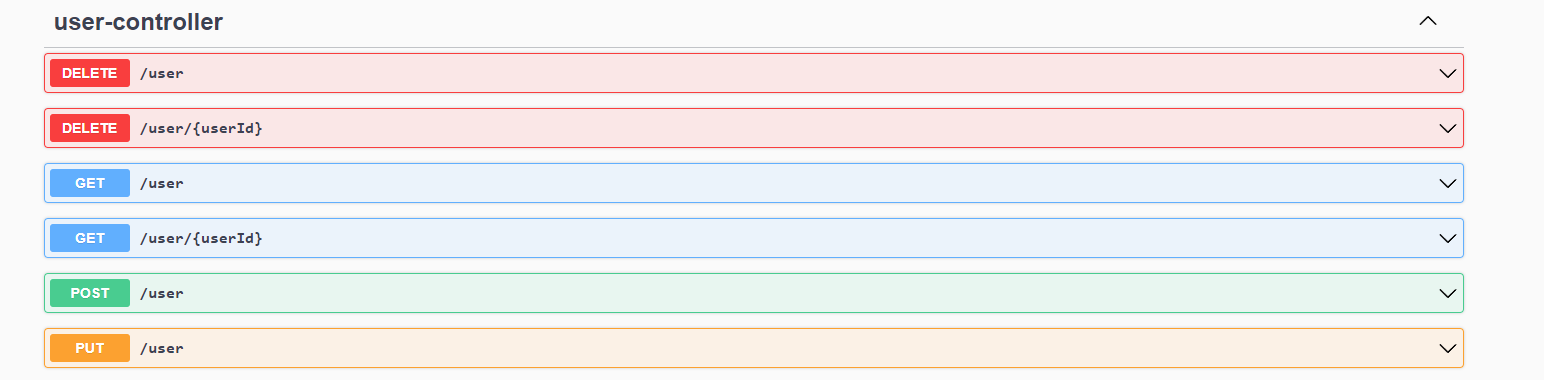 user-controller
DELETE /user
DELETE /user/{userId}
GET /user
GET /user/{userId}
POST /user
PUT /user